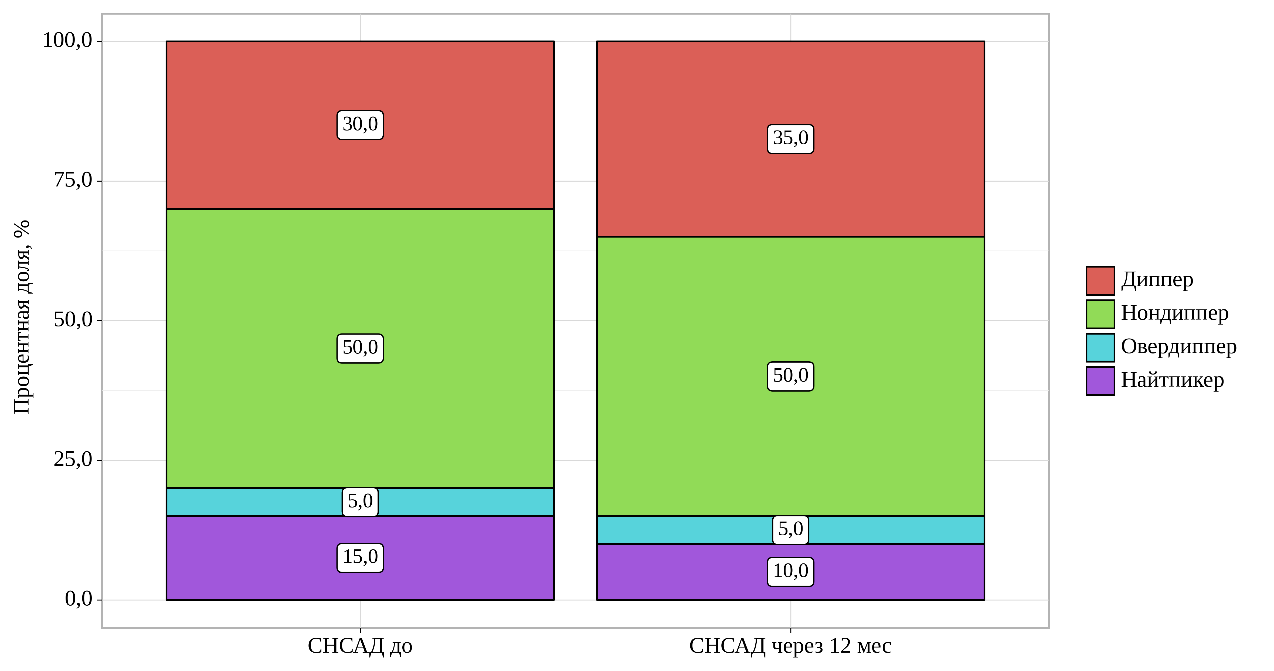 Процентная доля, %
100,0
75,0
50,0
25,0
0,0
30,0
50,0
5,0
15,0
35,0
50,0
5,0
10,0
СНСАД до
СНСАД через 12 мес
Диппер
Нондиппер
Овердиппер
Найтпикер